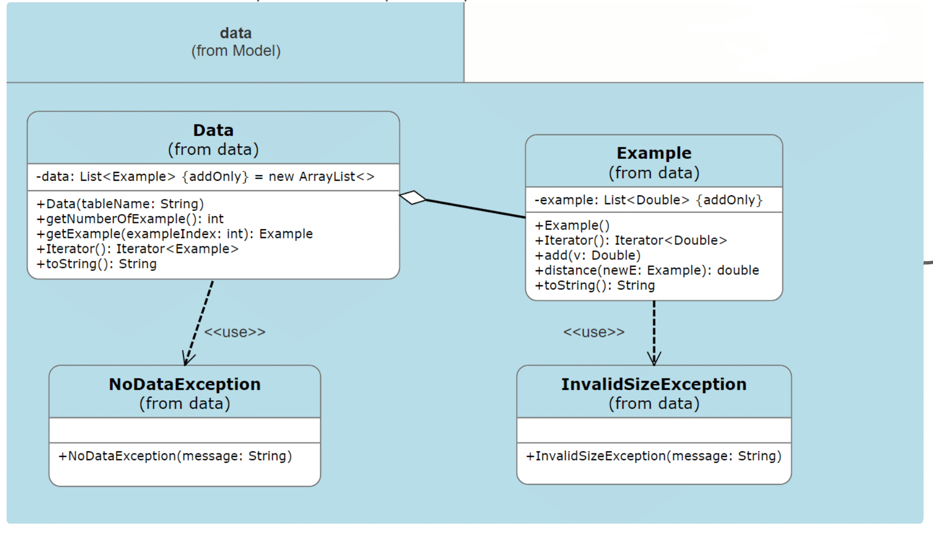 data
(from Model)
Data
(from data)
-data: List<Example> {addOnly} = new ArrayList<>
+Data(tableName: String)
+getNumberOfExample(): int
+getExample(exampleIndex: int): Example
+Iterator(): Iterator<Example>
+toString(): String
Example
(from data)
-example: List<Double> {addOnly}
+Example()
+Iterator(): Iterator<Double>
+add(v: Double)
+distance(newE: Example): double
+toString(): String
<<use>>
<<use>>
NoDataException
(from data)
+NoDataException(message: String)
InvalidSizeException
(from data)
+InvalidSizeException(message: String)